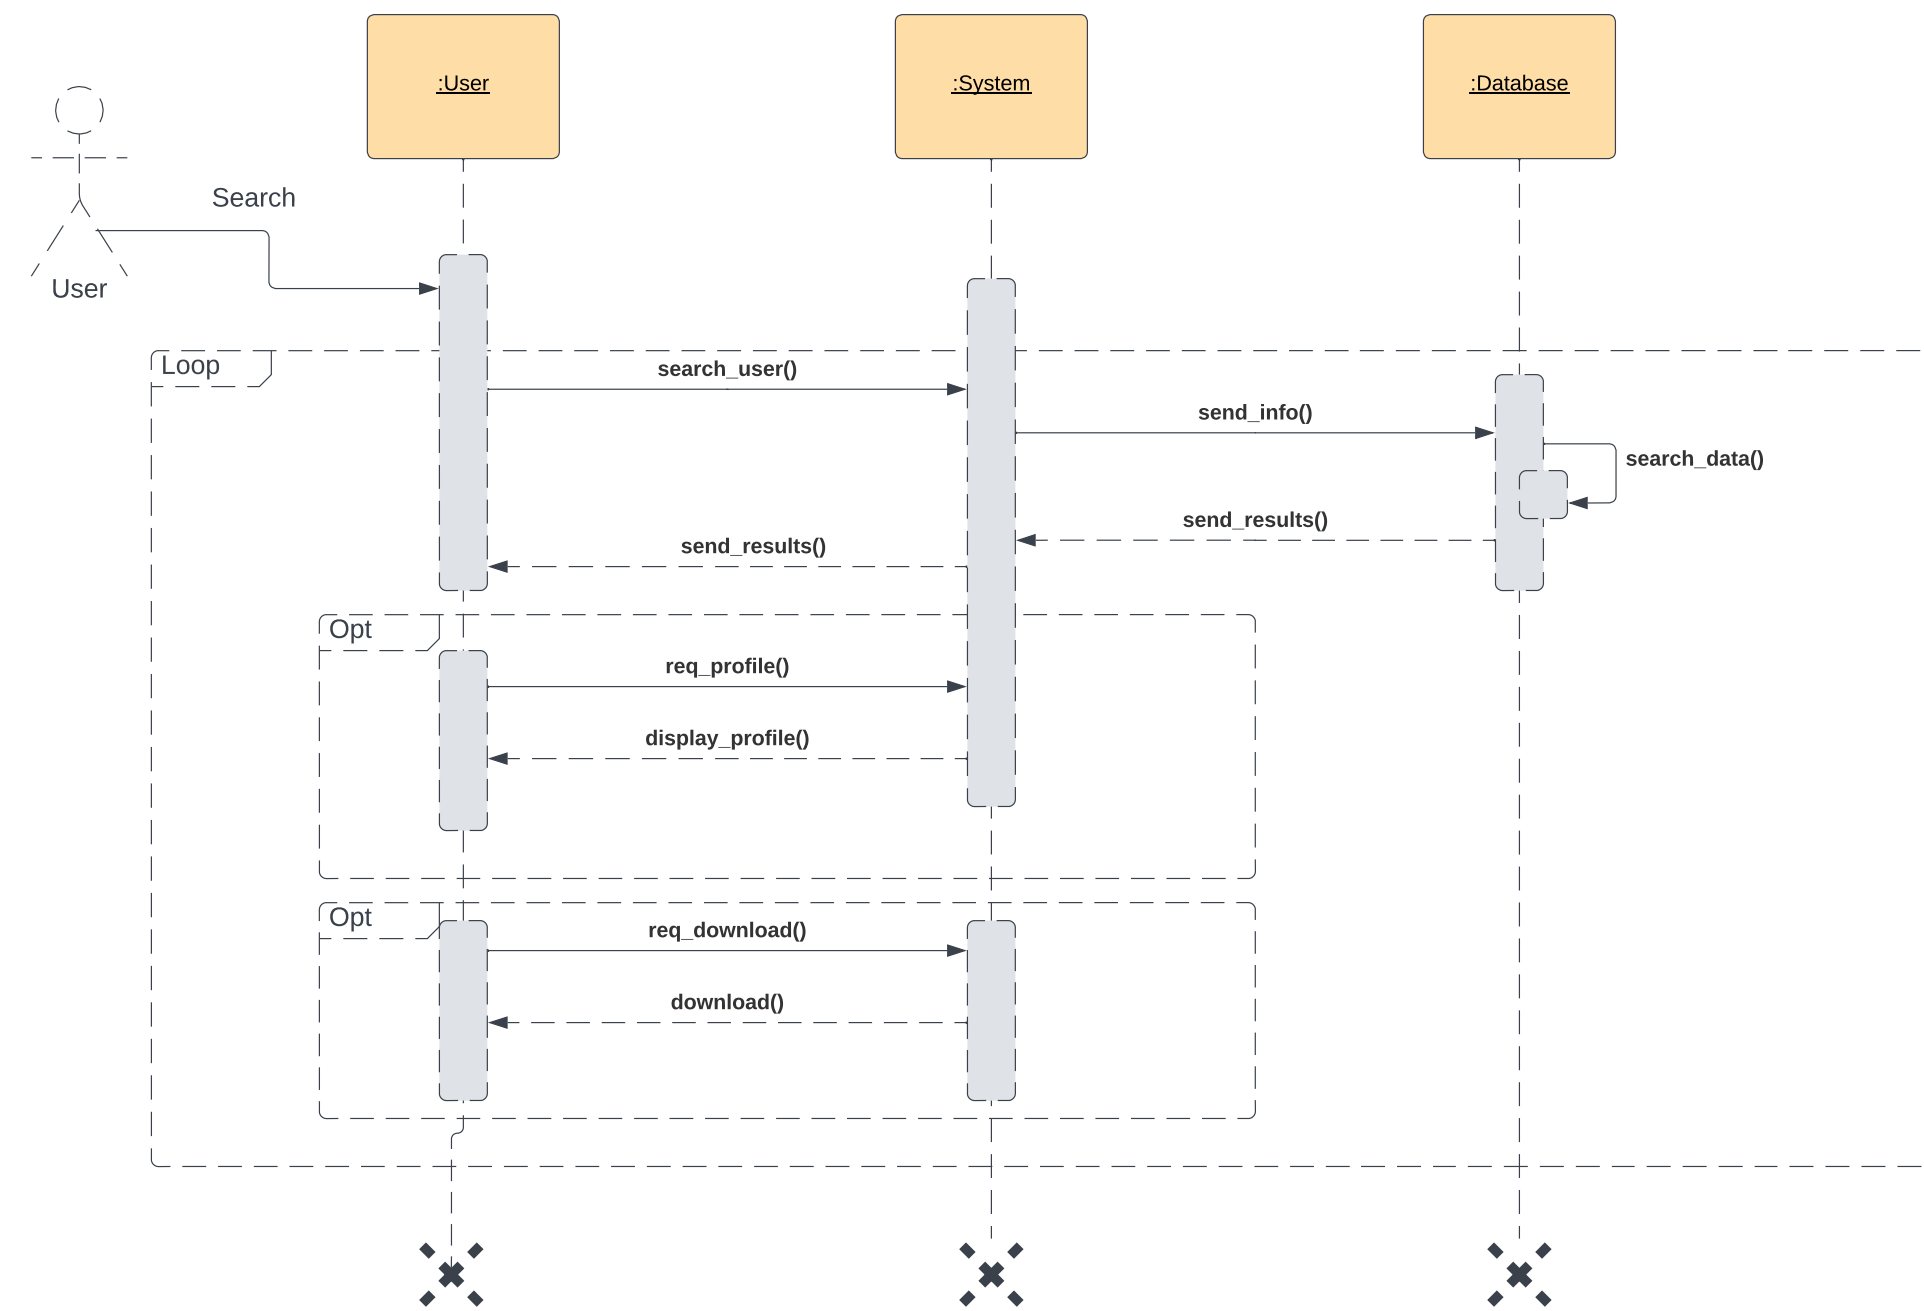 :User
:System
:Database
Search
User
Loop
search_user()
send_info()
search_data()
send_results()
send_results()
Opt
req_profile()
display_profile()
Opt
req_download()
download()